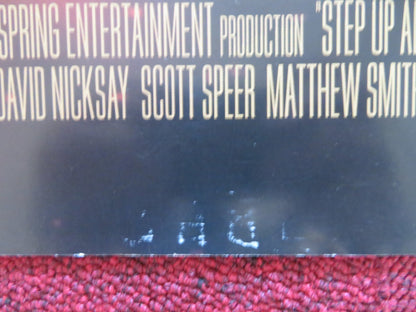 SPRING ENTERTAINMENT PRODUCTION "STEP UP A
DAVID NICKSAY SCOTT SPEER MATTHEW SMITH